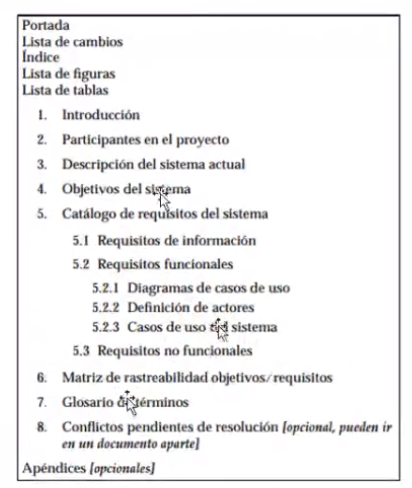 Portada
Lista de cambios
Índice
Lista de figuras
Lista de tablas
1. Introducción
2. Participantes en el proyecto
3. Descripción del sistema actual
4. Objetivos del sistema
5. Catálogo de requisitos del sistema
5.1 Requisitos de información
5.2 Requisitos funcionales
5.2.1 Diagramas de casos de uso
5.2.2 Definición de actores
5.2.3 Casos de uso del sistema
5.3 Requisitos no funcionales
6. Matriz de rastreabilidad objetivos/requisitos
7. Glosario de términos
8. Conflictos pendientes de resolución [opcional, pueden ir
en un documento aparte]
Apéndices [opcionales]